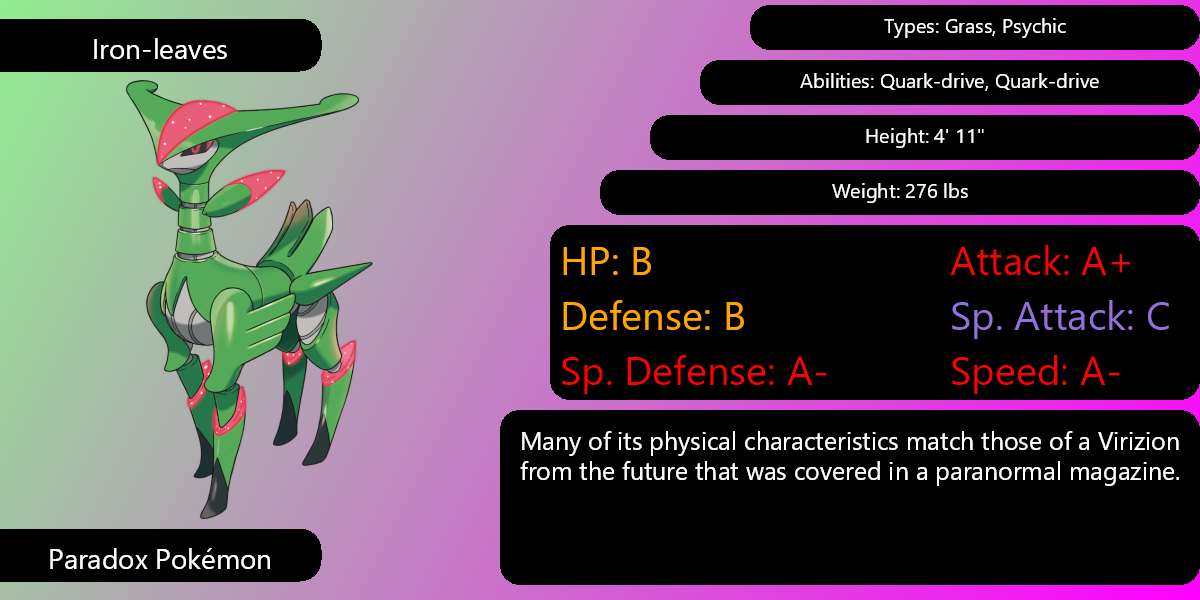 Iron-leaves
Types: Grass, Psychic
Abilities: Quark-drive, Quark-drive
Height: 4' 11"
Weight: 276 lbs
HP: B
Attack: A+
Defense: B
Sp. Attack: C
Sp. Defense: A-
Speed: A-
Many of its physical characteristics match those of a Virizion
from the future that was covered in a paranormal magazine.
Paradox Pokémon